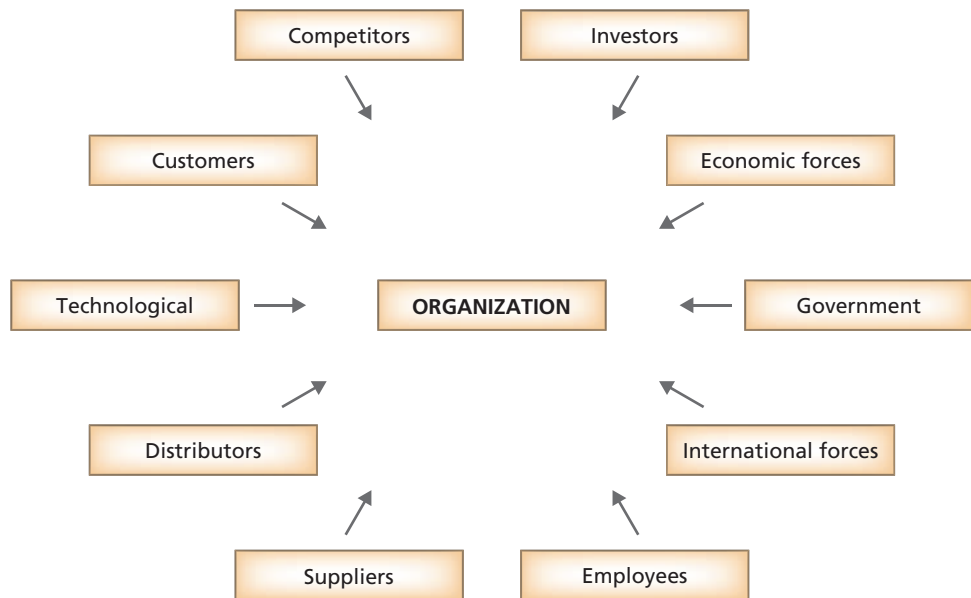 Competitors
Investors
Customers
Economic forces
Technological
ORGANIZATION
Government
Distributors
International forces
Suppliers
Employees